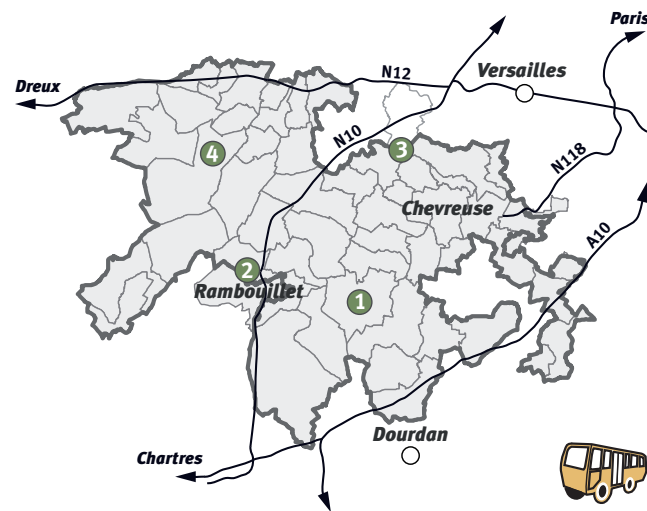 Paris
N12
Versailles
Dreux
N10
3
4
N118
Chevreuse
A10
2
Rambouillet
1
Dourdan
Chartres